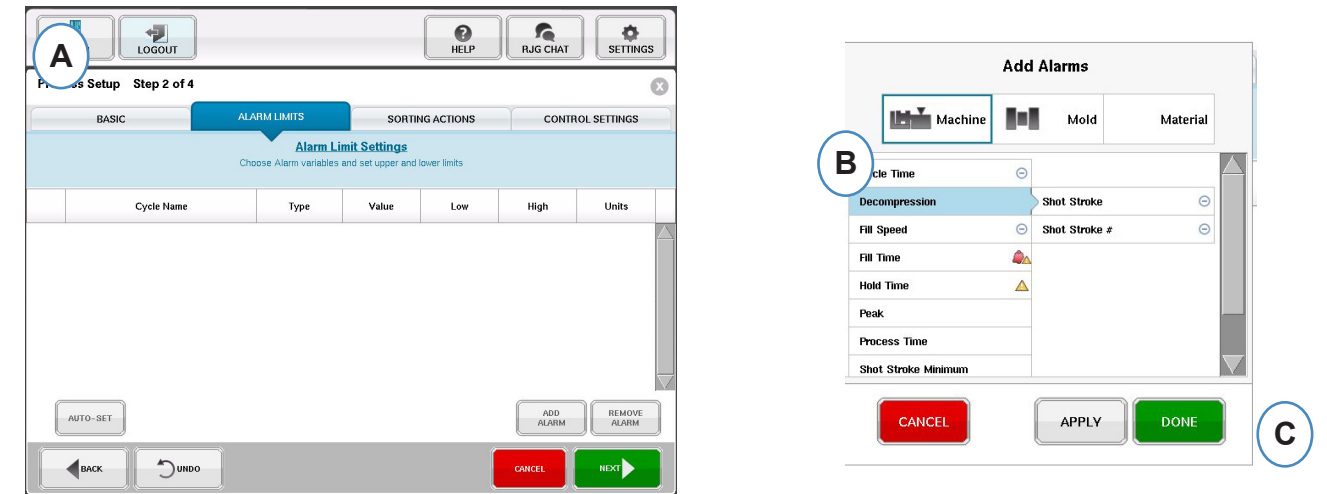 A
LOGOUT
HELP
RJG CHAT
SETTINGS
Setup Step 2 of 4
BASIC
ALARM LIMITS
SORTING ACTIONS
CONTROL SETTINGS
Alarm Limit Settings
Choose Alarm variables and set upper and lower limits
Cycle Name Type Value Low High Units
AUTO-SET
ADD
ALARM
REMOVE
ALARM
BACK
UNDO
CANCEL
NEXT
Add Alarms
Machine
Mold
Material
B
cle Time
Decompression
Shot Stroke
Fill Speed
Shot Stroke #
Fill Time
Hold Time
Peak
Process Time
Shot Stroke Minimum
CANCEL
APPLY
DONE
C